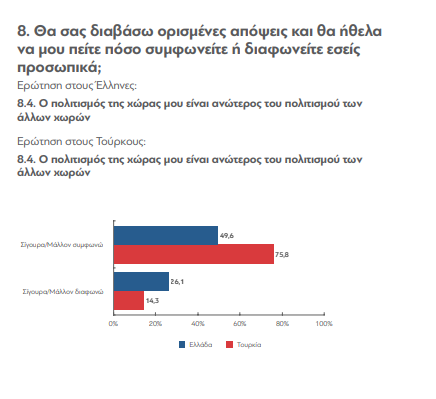 8. Θα σας διαβάσω ορισμένες απόψεις και θα ήθελα
να μου πείτε πόσο συμφωνείτε ή διαφωνείτε εσείς
προσωπικά;
Ερώτηση στους Έλληνες:
8.4. Ο πολιτισμός της χώρας μου είναι ανώτερος του πολιτισμού των
άλλων χωρών
Ερώτηση στους Τούρκους:
8.4. Ο πολιτισμός της χώρας μου είναι ανώτερος του πολιτισμού των
άλλων χωρών
Σίγουρα/Μάλλον συμφωνώ
49,6
75,8
Σίγουρα/Μάλλον διαφωνώ
26,1
14,3
0% 20% 40% 60% 80% 100%
Ελλάδα Τουρκία